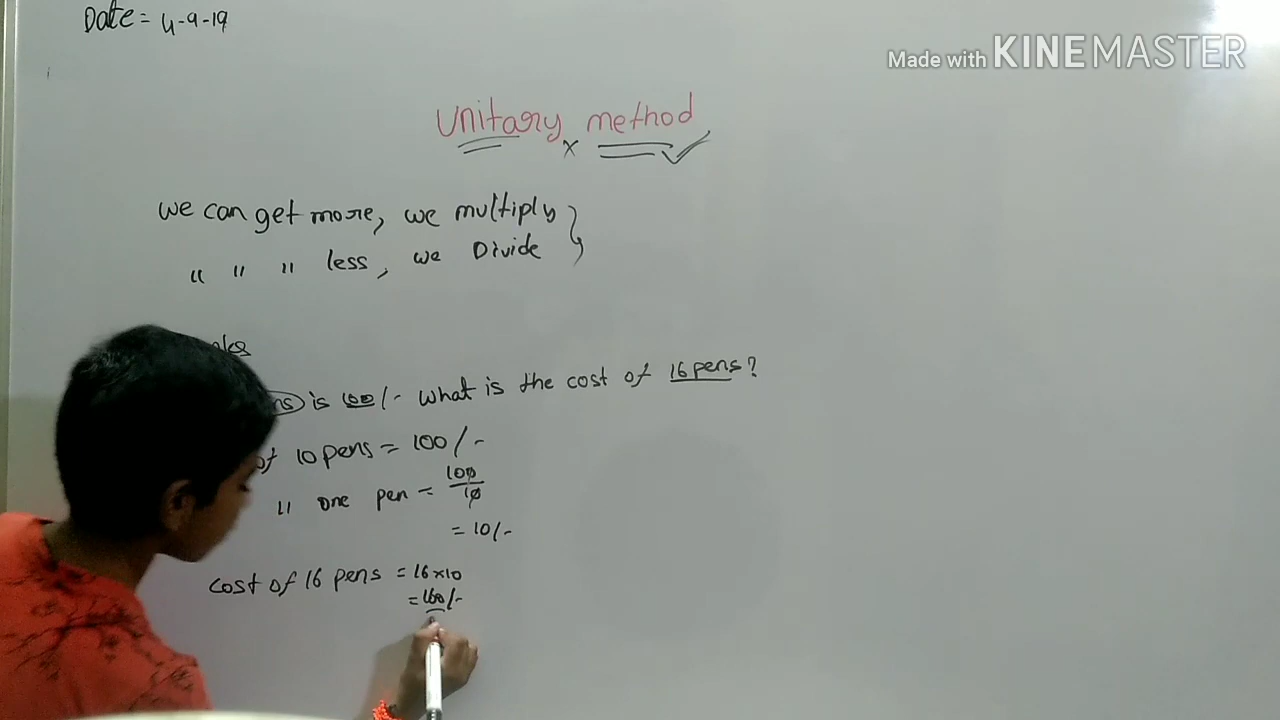 Date = 4-9-19
Made with KINEMASTER
Unitary method
x
we can get more, we multiply
" " " less, we Divide
is 100/- what is the cost of 16 pens?
of 10 pens = 100/-
" one pen = 100/10
= 10/-
cost of 16 pens = 16×10
= 160/-